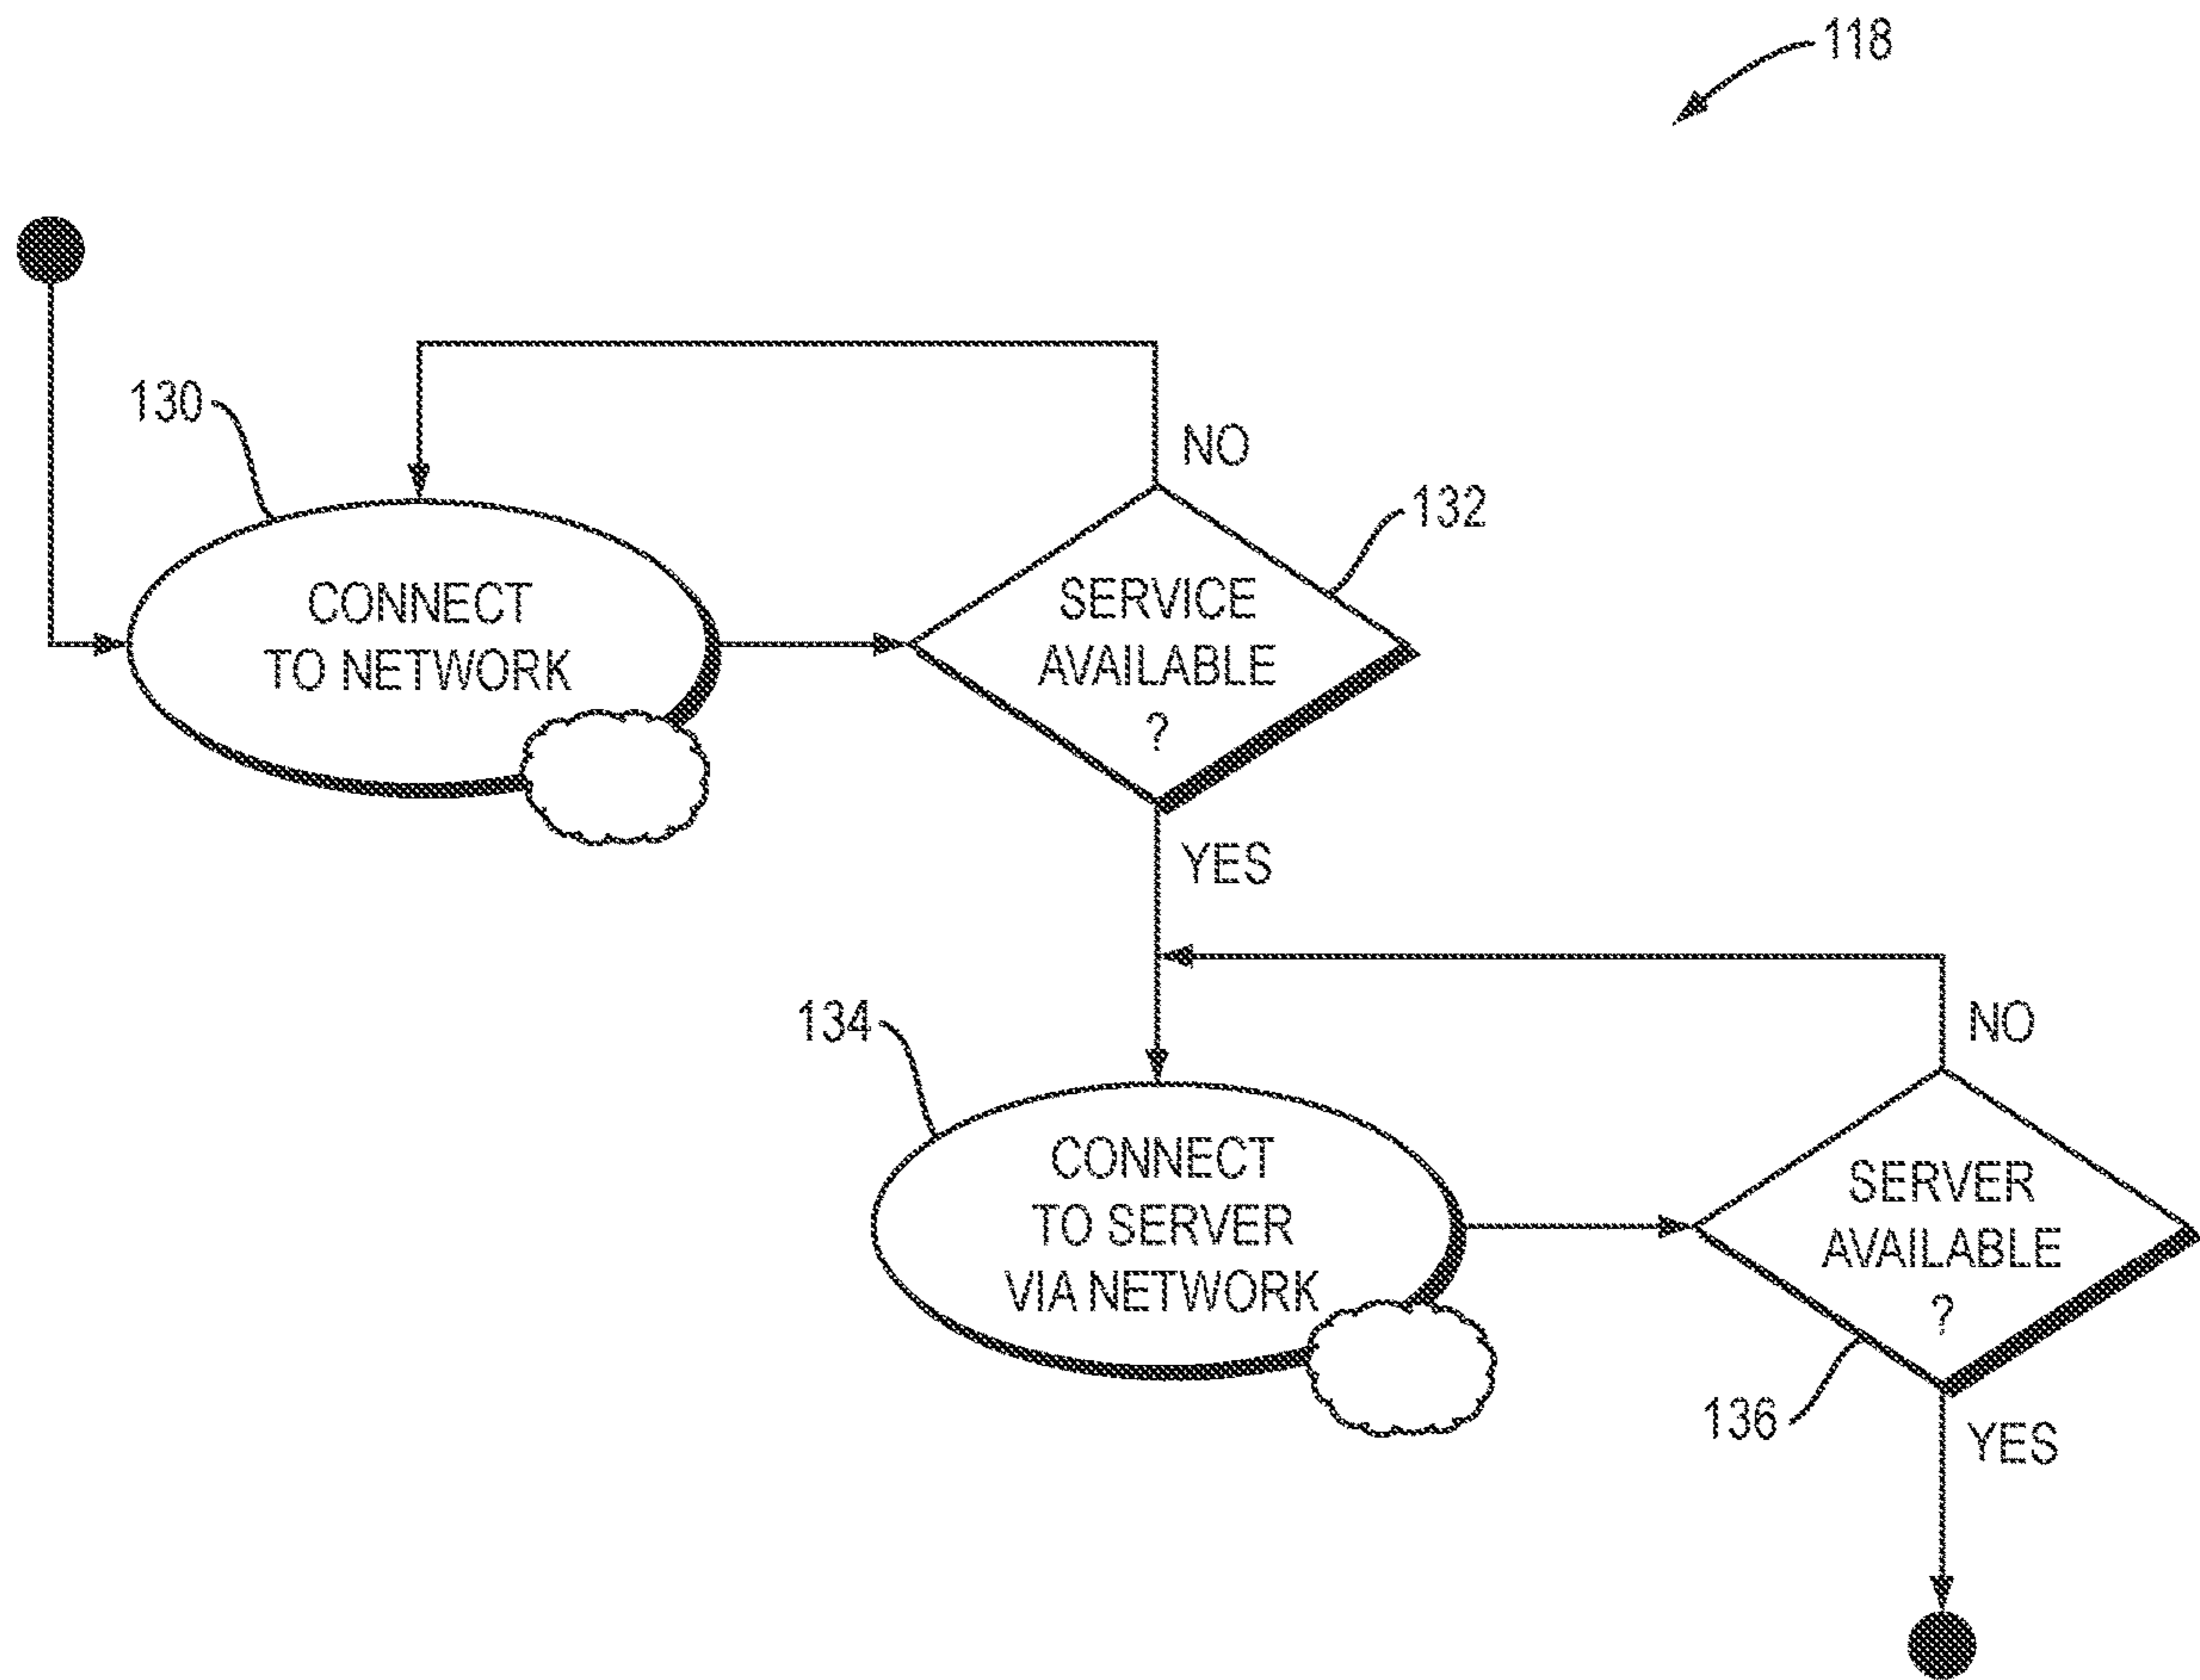 118
130
NO
132
CONNECT
TO NETWORK
SERVICE
AVAILABLE
?
YES
134
NO
CONNECT
TO SERVER
VIA NETWORK
SERVER
AVAILABLE
?
136
YES